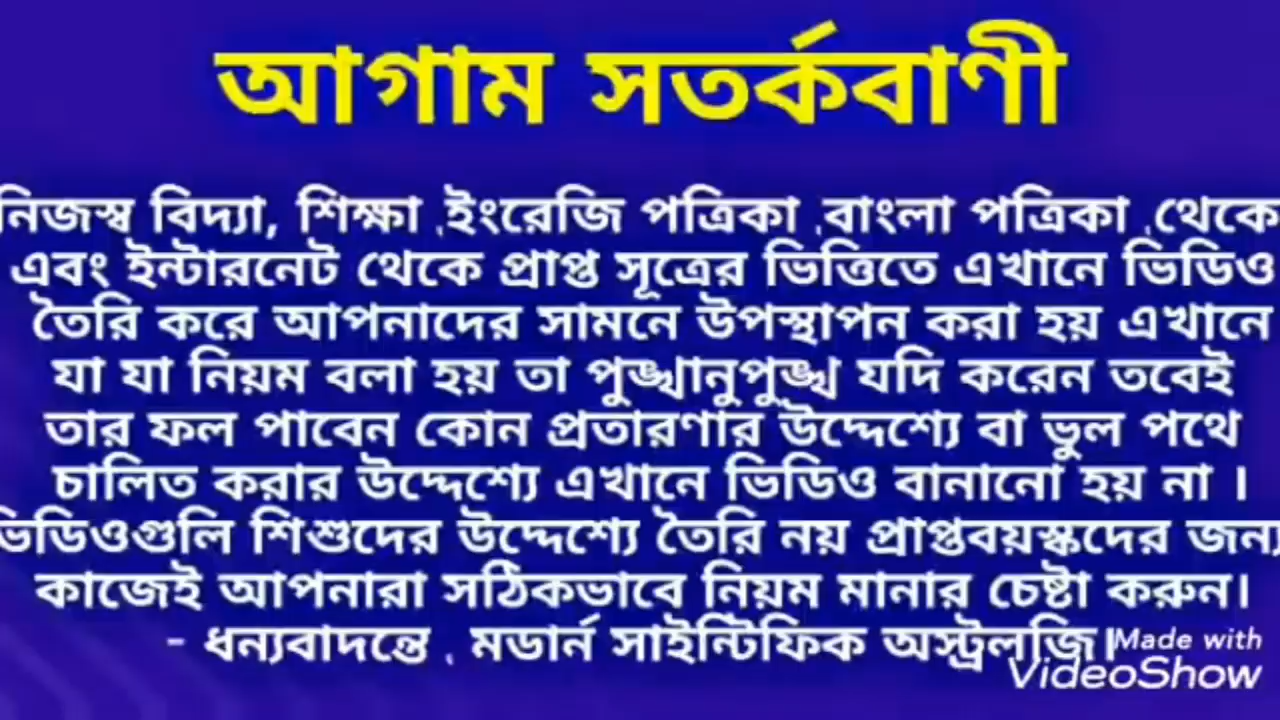 আগাম সতর্কবাণী
নিজস্ব বিদ্যা, শিক্ষা ,ইংরেজি পত্রিকা ,বাংলা পত্রিকা ,থেকে
এবং ইন্টারনেট থেকে প্রাপ্ত সূত্রের ভিত্তিতে এখানে ভিডিও
তৈরি করে আপনাদের সামনে উপস্থাপন করা হয় এখানে
যা যা নিয়ম বলা হয় তা পুঙ্খানুপুঙ্খ যদি করেন তবেই
তার ফল পাবেন কোন প্রতারণার উদ্দেশ্যে বা ভুল পথে
চালিত করার উদ্দেশ্যে এখানে ভিডিও বানানো হয় না ।
ভিডিওগুলি শিশুদের উদ্দেশ্যে তৈরি নয় প্রাপ্তবয়স্কদের জন্য
কাজেই আপনারা সঠিকভাবে নিয়ম মানার চেষ্টা করুন।
- ধন্যবাদন্তে , মডার্ন সাইন্টিফিক অস্ট্রলজি।
Made with
VideoShow